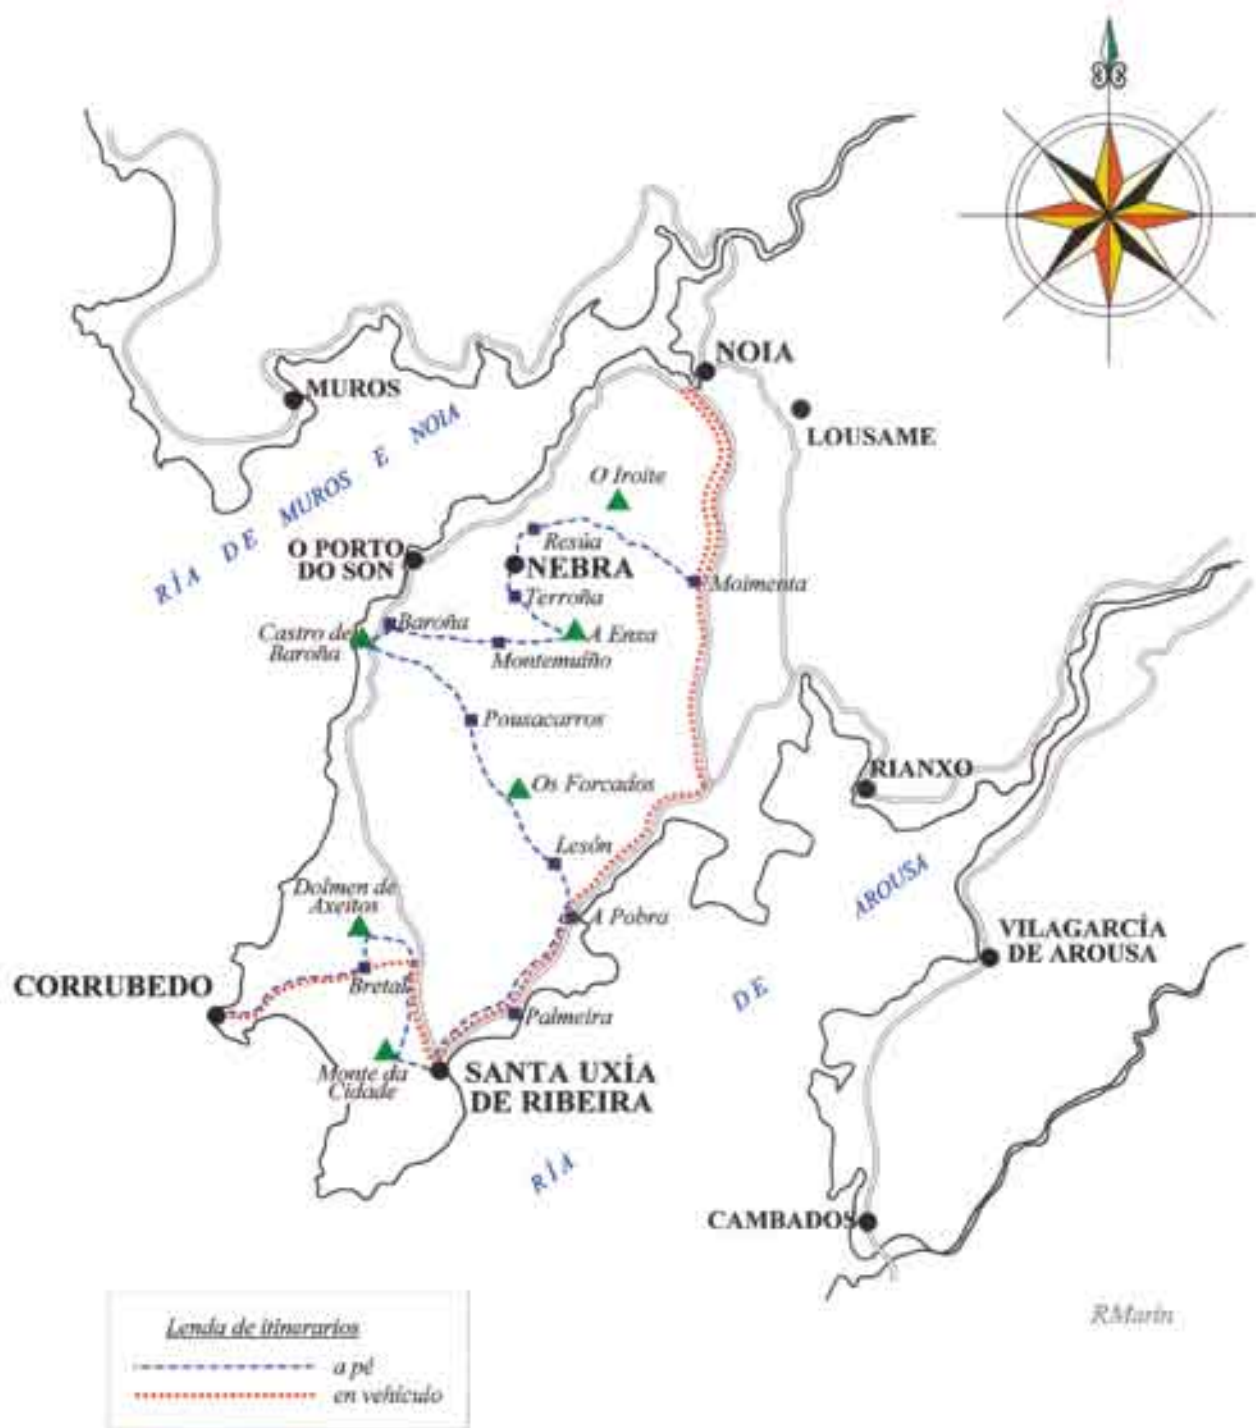 NOIA
MUROS
LOUSAME
RÍA DE MUROS E NOIA
O Iroite
Resúa
O PORTO
DO SON
NEBRA
Moimenta
Terroña
Baroña
Castro de
Baroña
A Enxa
Montemuíño
Pousacarros
RIANXO
Os Forcados
Lesón
Dolmen de
Axeitos
A Pobra
VILAGARCÍA
DE AROUSA
CORRUBEDO
Bretal
Palmeira
Monte da
Cidade
SANTA UXÍA
DE RIBEIRA
RÍA DE AROUSA
CAMBADOS
RMarín
Lenda de itinerarios
a pé
en vehículo